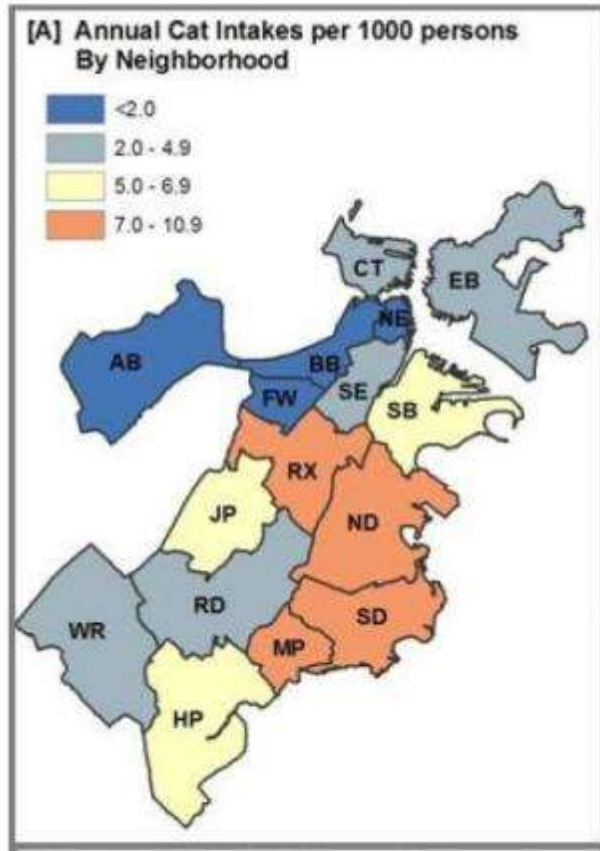 [A] Annual Cat Intakes per 1000 persons
By Neighborhood
<2.0
2.0 - 4.9
5.0 - 6.9
7.0 - 10.9
CT
EB
NE
AB
BB
FW
SE
SB
RX
JP
ND
RD
SD
WR
MP
HP